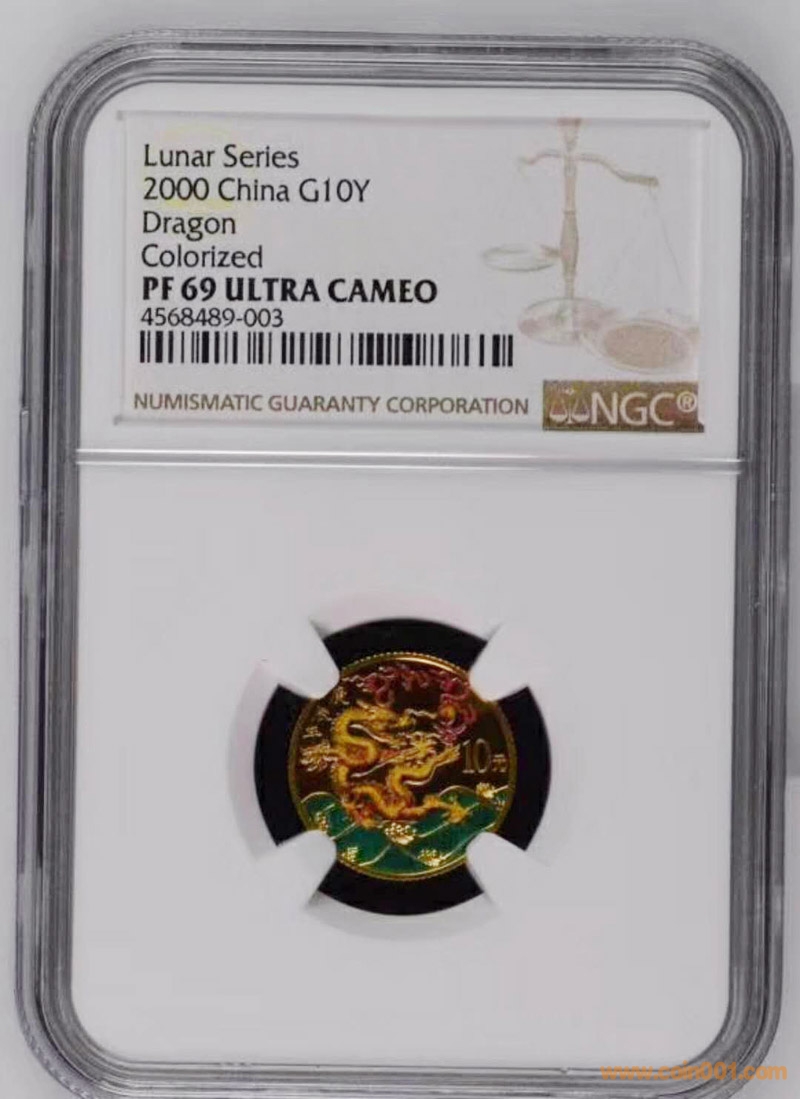 Lunar Series
2000 China G10Y
Dragon
Colorized
PF 69 ULTRA CAMEO
4568489-003
NUMISMATIC GUARANTY CORPORATION
NGC®
10元
www.coin001.com